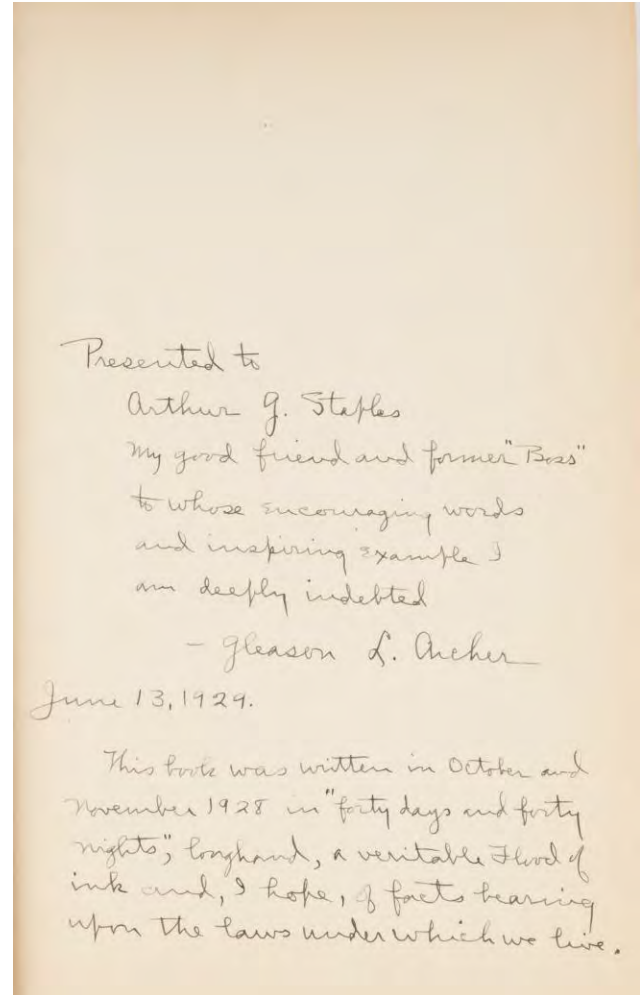 Presented to
Arthur G. Staples
My good friend and former "Boss"
to whose encouraging words
and inspiring example I
am deeply indebted
- Gleason L. Archer
June 13, 1929.
This book was written in October and
November 1928 in "forty days and forty
nights", longhand, a veritable Flood of
ink and, I hope, of facts bearing
upon the laws under which we live.